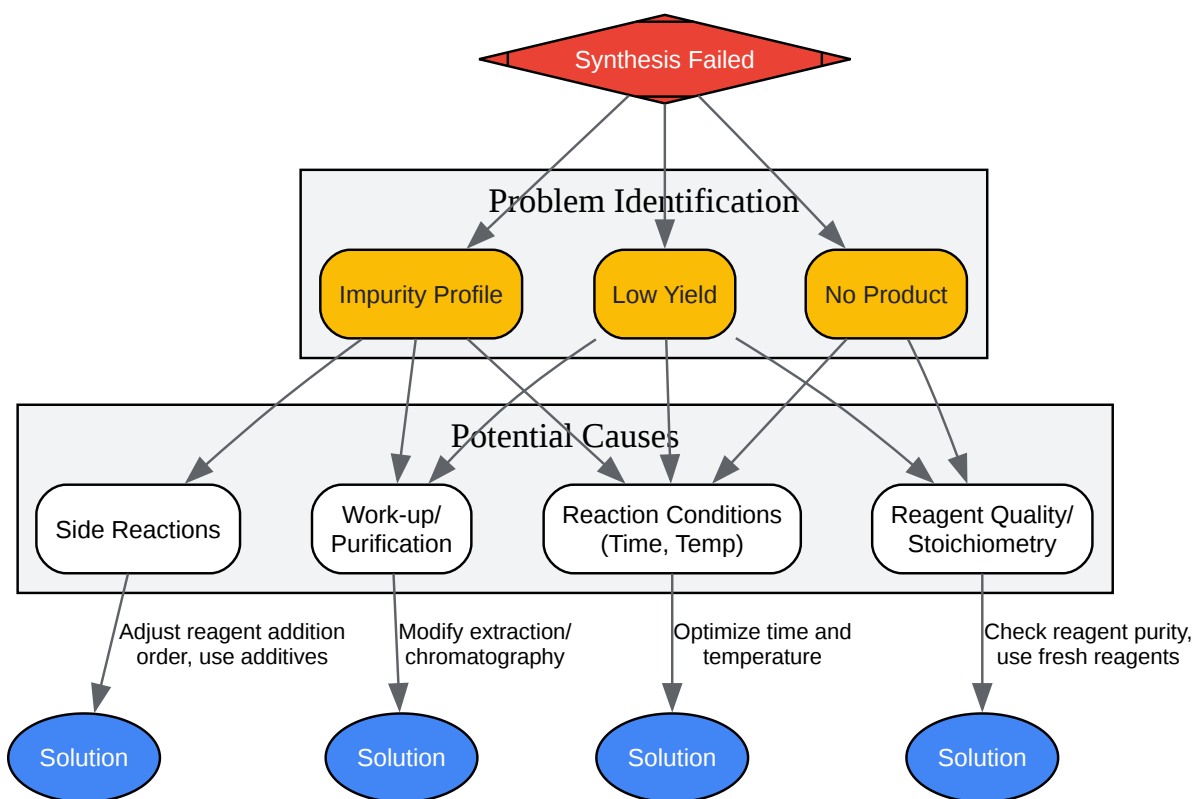 Synthesis Failed
Problem Identification
Impurity Profile
Low Yield
No Product
Potential Causes
Side Reactions
Work-up/
Purification
Reaction Conditions
(Time, Temp)
Reagent Quality/
Stoichiometry
Adjust reagent addition
order, use additives
Modify extraction/
chromatography
Optimize time and
temperature
Check reagent purity,
use fresh reagents
Solution
Solution
Solution
Solution